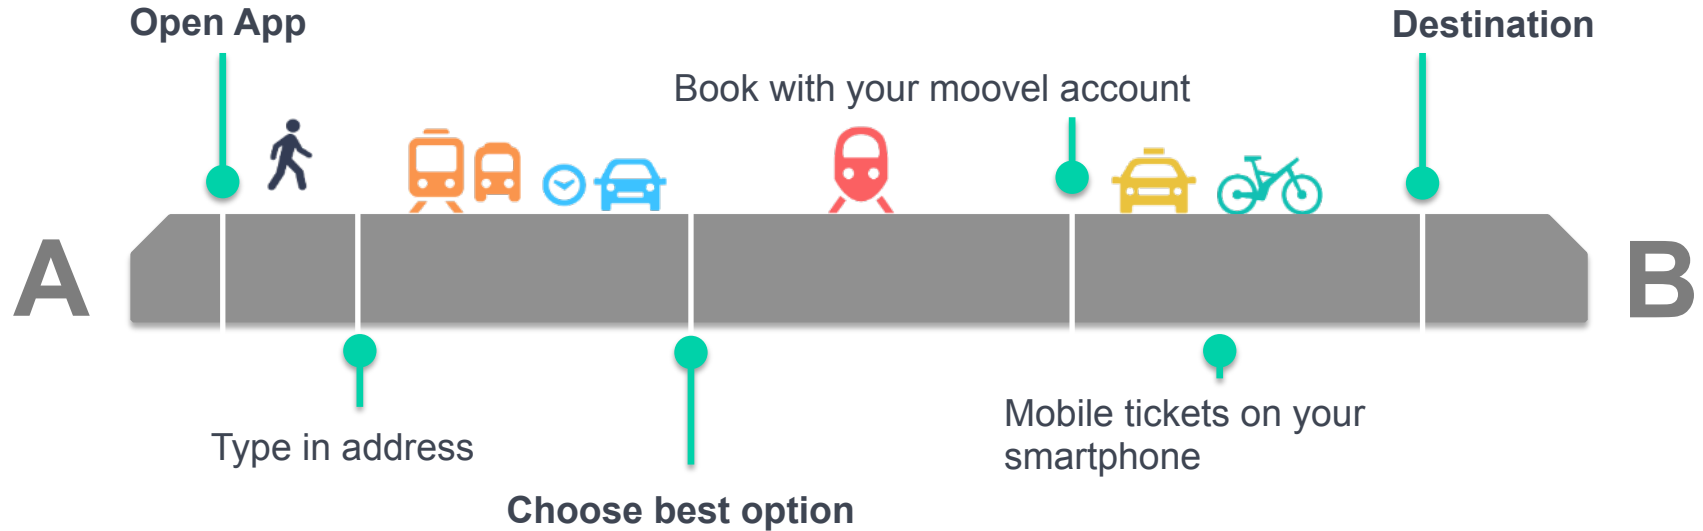 Open App
Destination
Book with your moovel account
A
B
Type in address
Mobile tickets on your
smartphone
Choose best option